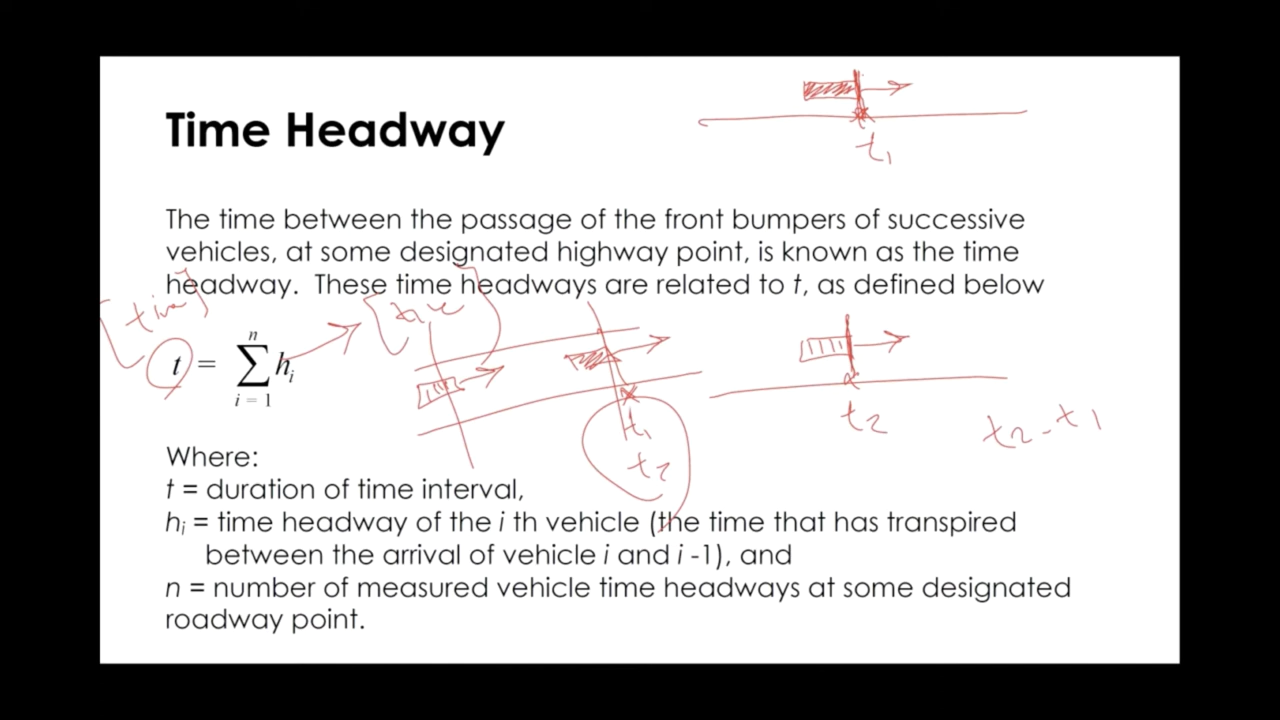 Time Headway
t₁
The time between the passage of the front bumpers of successive
vehicles, at some designated highway point, is known as the time
headway. These time headways are related to t, as defined below
[time]
[time]
t = n∑i = 1 hᵢ
t₁
t₂
t₂
t₂ - t₁
Where:
t = duration of time interval,
hᵢ = time headway of the i th vehicle (the time that has transpired
between the arrival of vehicle i and i -1), and
n = number of measured vehicle time headways at some designated
roadway point.